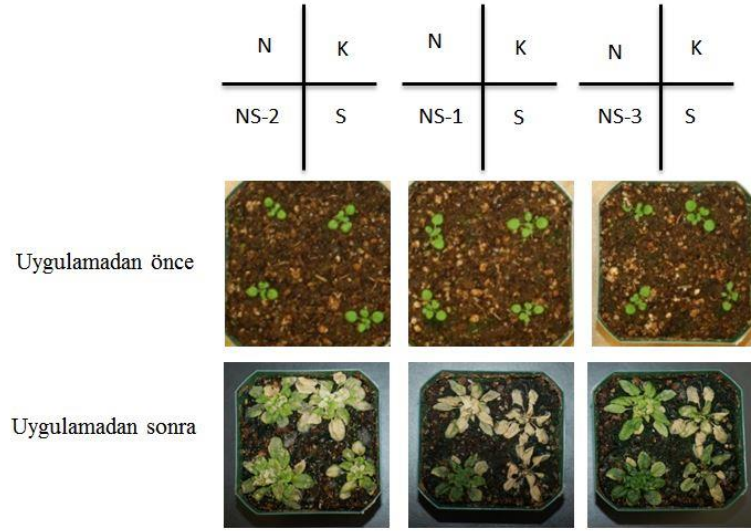 N K N K N K
NS-2 S NS-1 S NS-3 S
Uygulamadan önce
Uygulamadan sonra